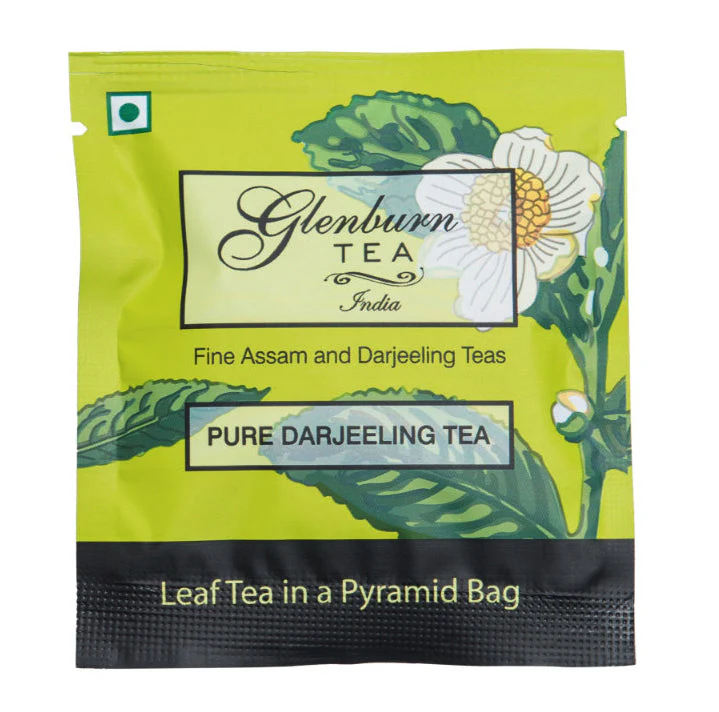 Glenburn
TEA
India
Fine Assam and Darjeeling Teas
PURE DARJEELING TEA
Leaf Tea in a Pyramid Bag